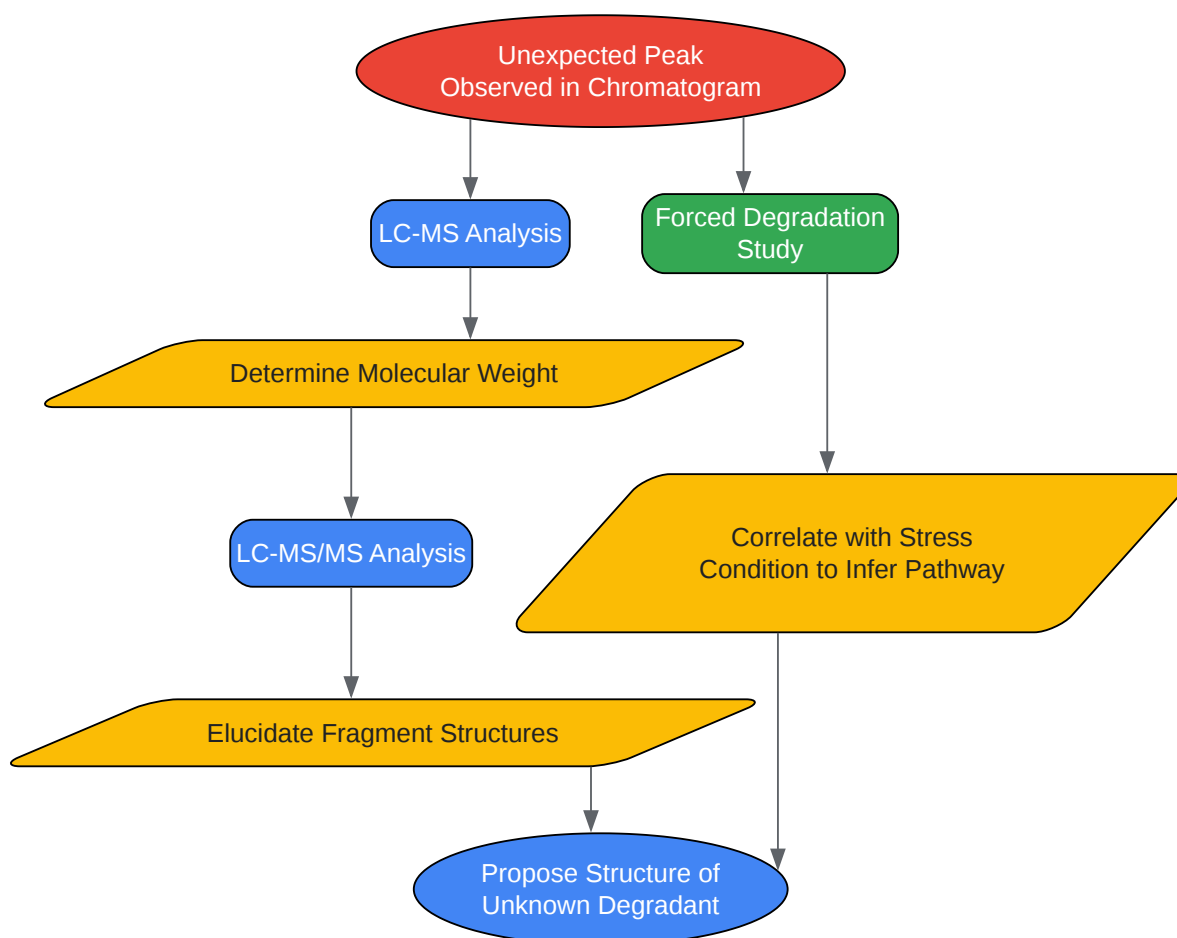 Unexpected Peak
Observed in Chromatogram
LC-MS Analysis
Forced Degradation
Study
Determine Molecular Weight
LC-MS/MS Analysis
Correlate with Stress
Condition to Infer Pathway
Elucidate Fragment Structures
Propose Structure of
Unknown Degradant